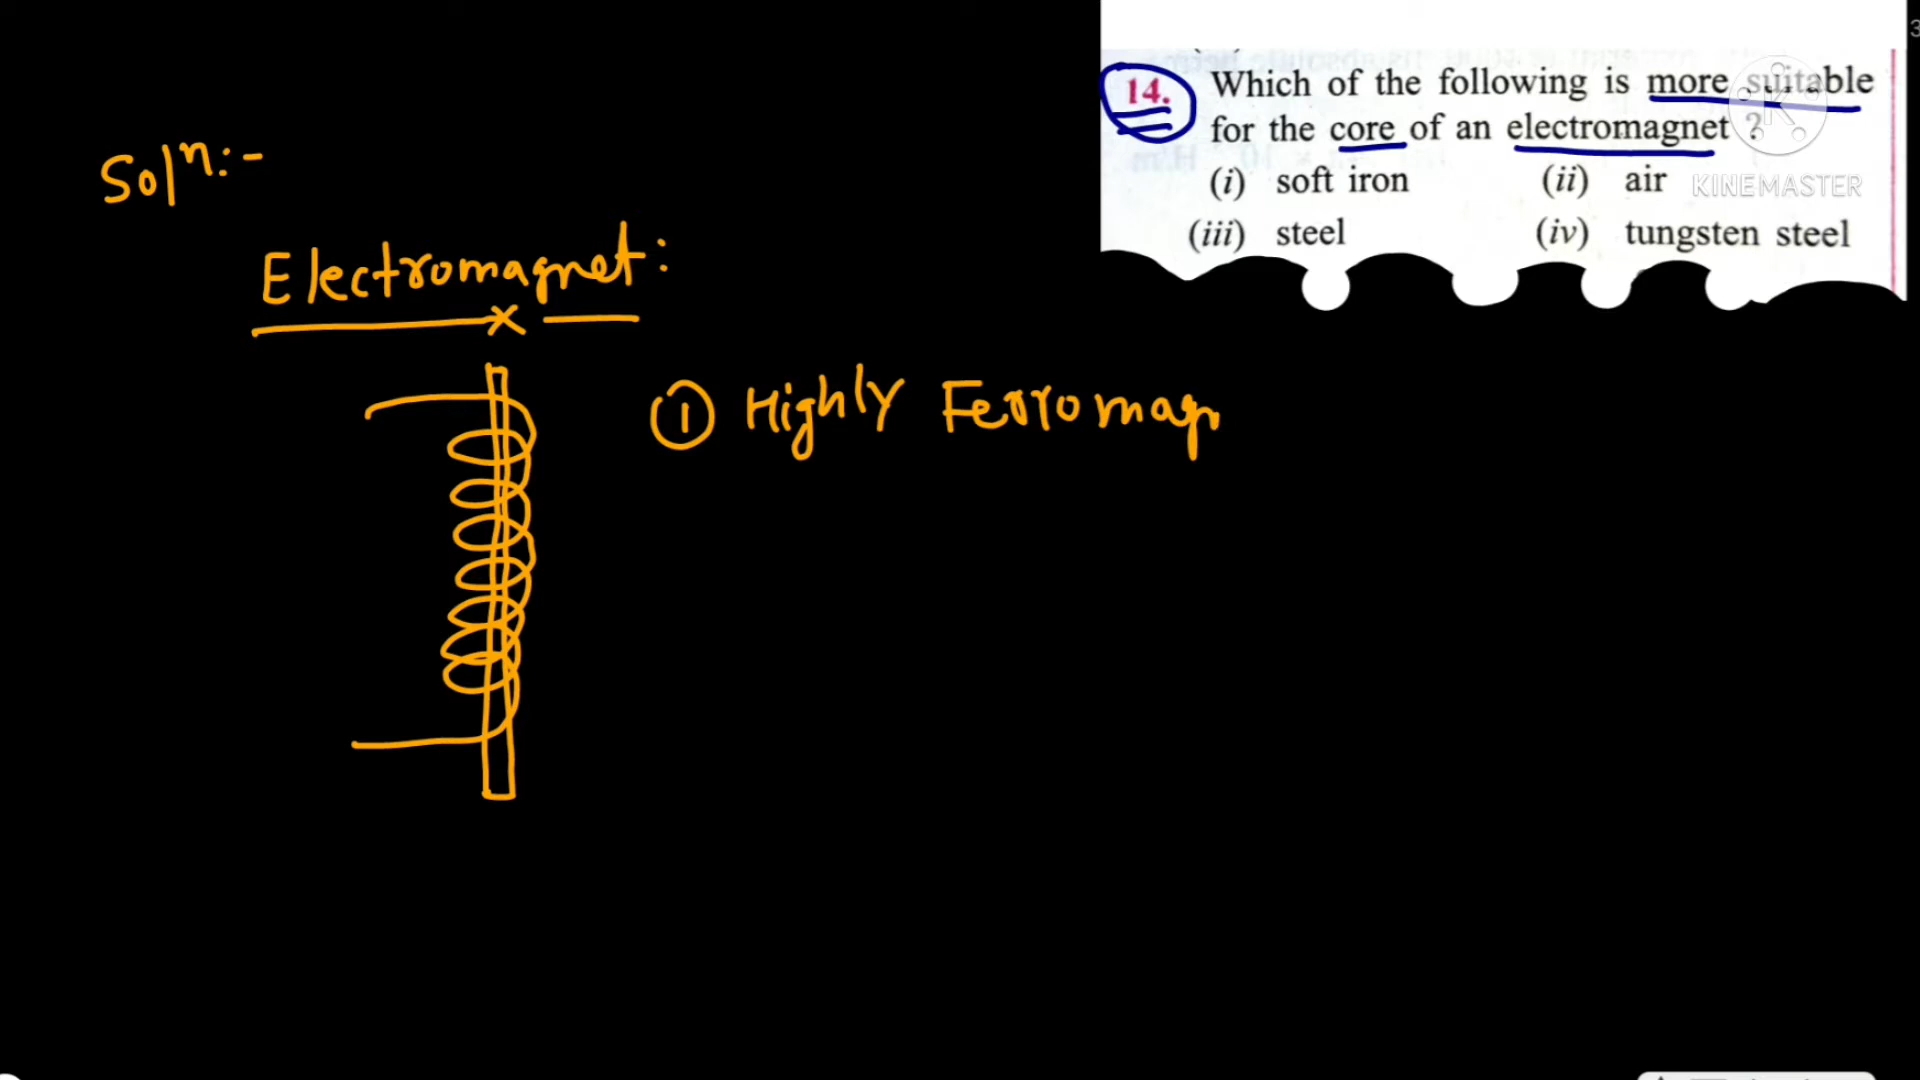 14. Which of the following is more suitable
for the core of an electromagnet ?
(i) soft iron (ii) air
(iii) steel (iv) tungsten steel
KINEMASTER
Solⁿ:-
Electromagnet:
① Highly Ferromagn